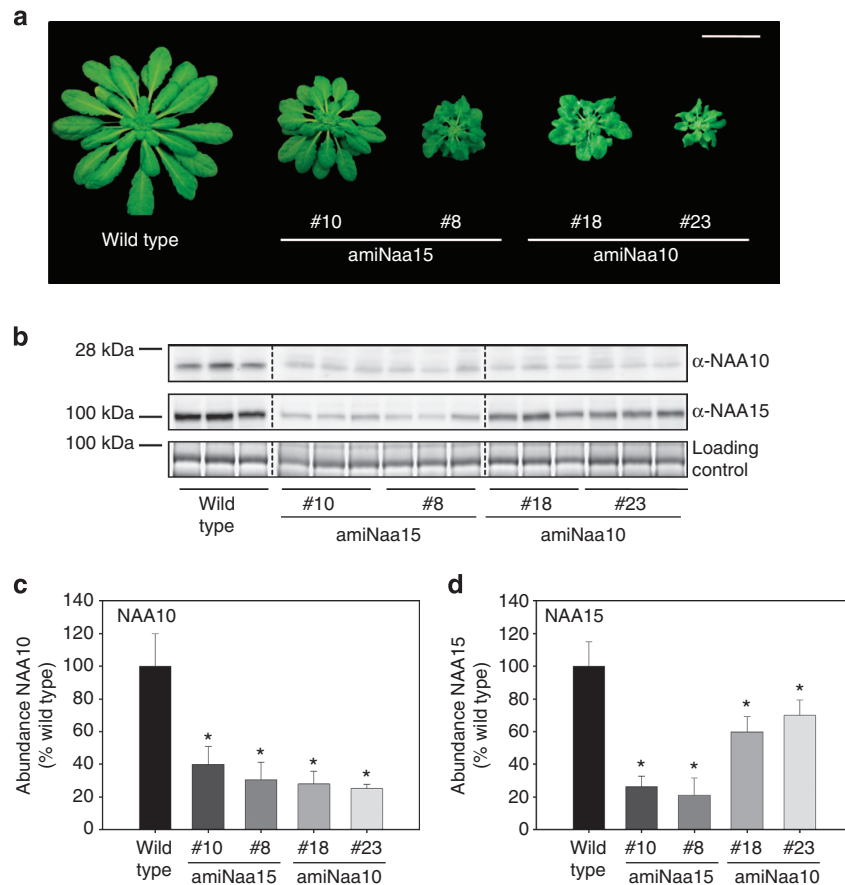 a
Wild type
#10 #8 #18 #23
amiNaa15 amiNaa10
b
28 kDa
α-NAA10
100 kDa
α-NAA15
100 kDa
Loading
control
Wild
type
#10 #8 #18 #23
amiNaa15 amiNaa10
c
NAA10
Abundance NAA10
(% wild type)
140
120
100
80
60
40
20
0
* * * *
Wild
type
#10 #8 #18 #23
amiNaa15 amiNaa10
d
NAA15
Abundance NAA15
(% wild type)
140
120
100
80
60
40
20
0
* * * *
Wild
type
#10 #8 #18 #23
amiNaa15 amiNaa10